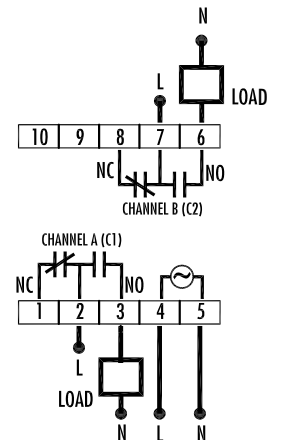 N
L
LOAD
10 9 8 7 6
NC NO
CHANNEL B (C2)
CHANNEL A (C1)
NC NO
1 2 3 4 5
L
LOAD
N L N